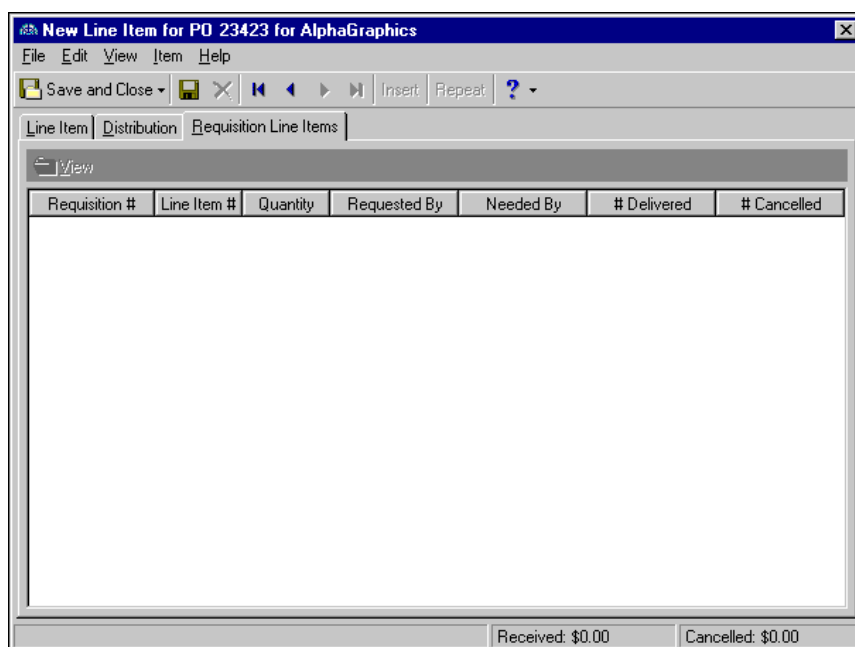 New Line Item for PO 23423 for AlphaGraphics
File Edit View Item Help
Save and Close Insert Repeat ?
Line Item Distribution Requisition Line Items
View
Requisition # Line Item # Quantity Requested By Needed By # Delivered # Cancelled
Received: $0.00 Cancelled: $0.00